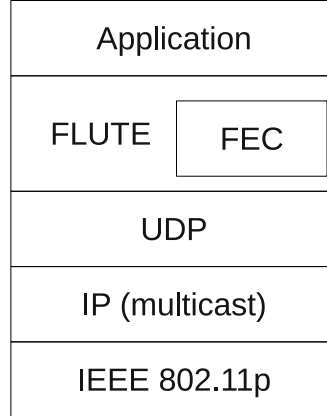 Application
FLUTE FEC
UDP
IP (multicast)
IEEE 802.11p